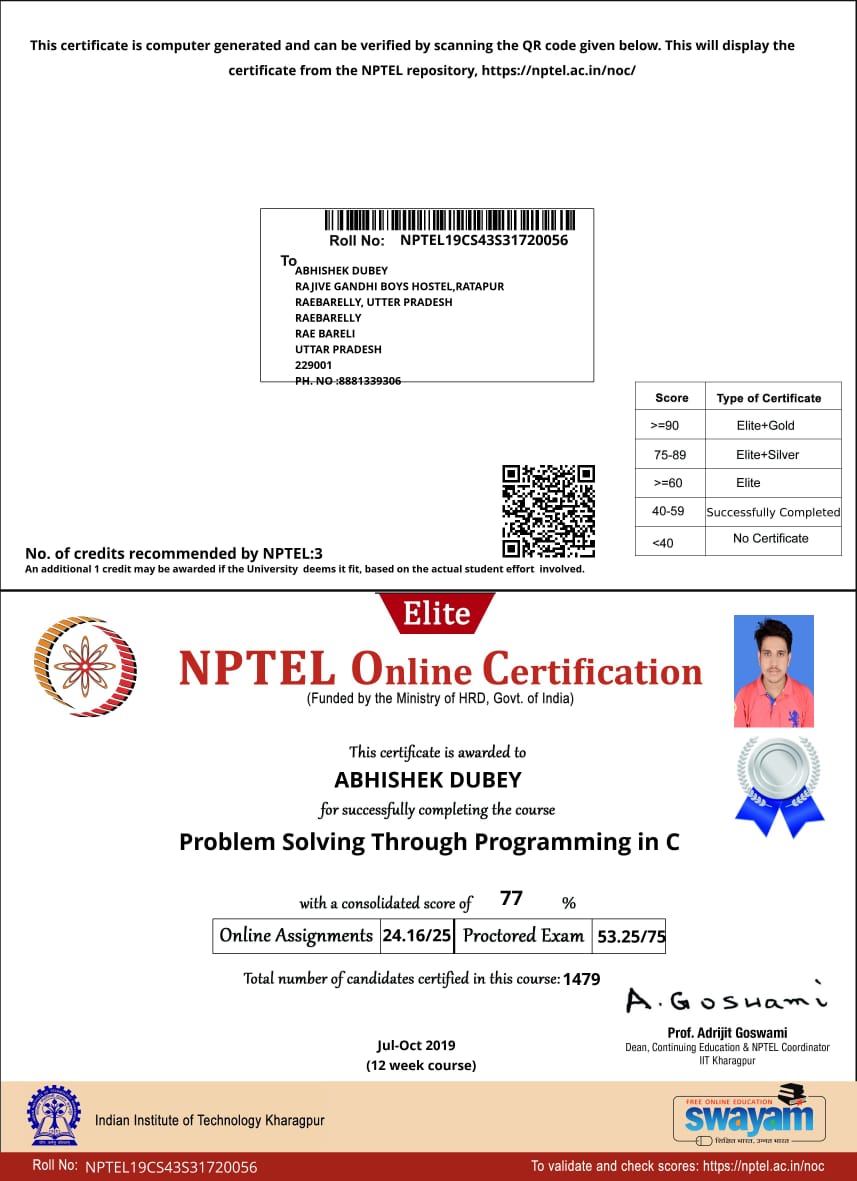 This certificate is computer generated and can be verified by scanning the QR code given below. This will display the
certificate from the NPTEL repository, https://nptel.ac.in/noc/
Roll No: NPTEL19CS43S31720056
To
ABHISHEK DUBEY
RAJIVE GANDHI BOYS HOSTEL,RATAPUR
RAEBARELLY, UTTER PRADESH
RAEBARELLY
RAE BARELI
UTTAR PRADESH
229001
PH. NO :8881339306
Score Type of Certificate
>=90 Elite+Gold
75-89 Elite+Silver
>=60 Elite
40-59 Successfully Completed
<40 No Certificate
No. of credits recommended by NPTEL:3
An additional 1 credit may be awarded if the University deems it fit, based on the actual student effort involved.
Elite
NPTEL Online Certification
(Funded by the Ministry of HRD, Govt. of India)
This certificate is awarded to
ABHISHEK DUBEY
for successfully completing the course
Problem Solving Through Programming in C
with a consolidated score of 77 %
Online Assignments 24.16/25 Proctored Exam 53.25/75
Total number of candidates certified in this course: 1479
A. Goswami
Prof. Adrijit Goswami
Dean, Continuing Education & NPTEL Coordinator
IIT Kharagpur
Jul-Oct 2019
(12 week course)
Indian Institute of Technology Kharagpur
FREE ONLINE EDUCATION
swayam
शिक्षित भारत, उन्नत भारत
Roll No: NPTEL19CS43S31720056
To validate and check scores: https://nptel.ac.in/noc